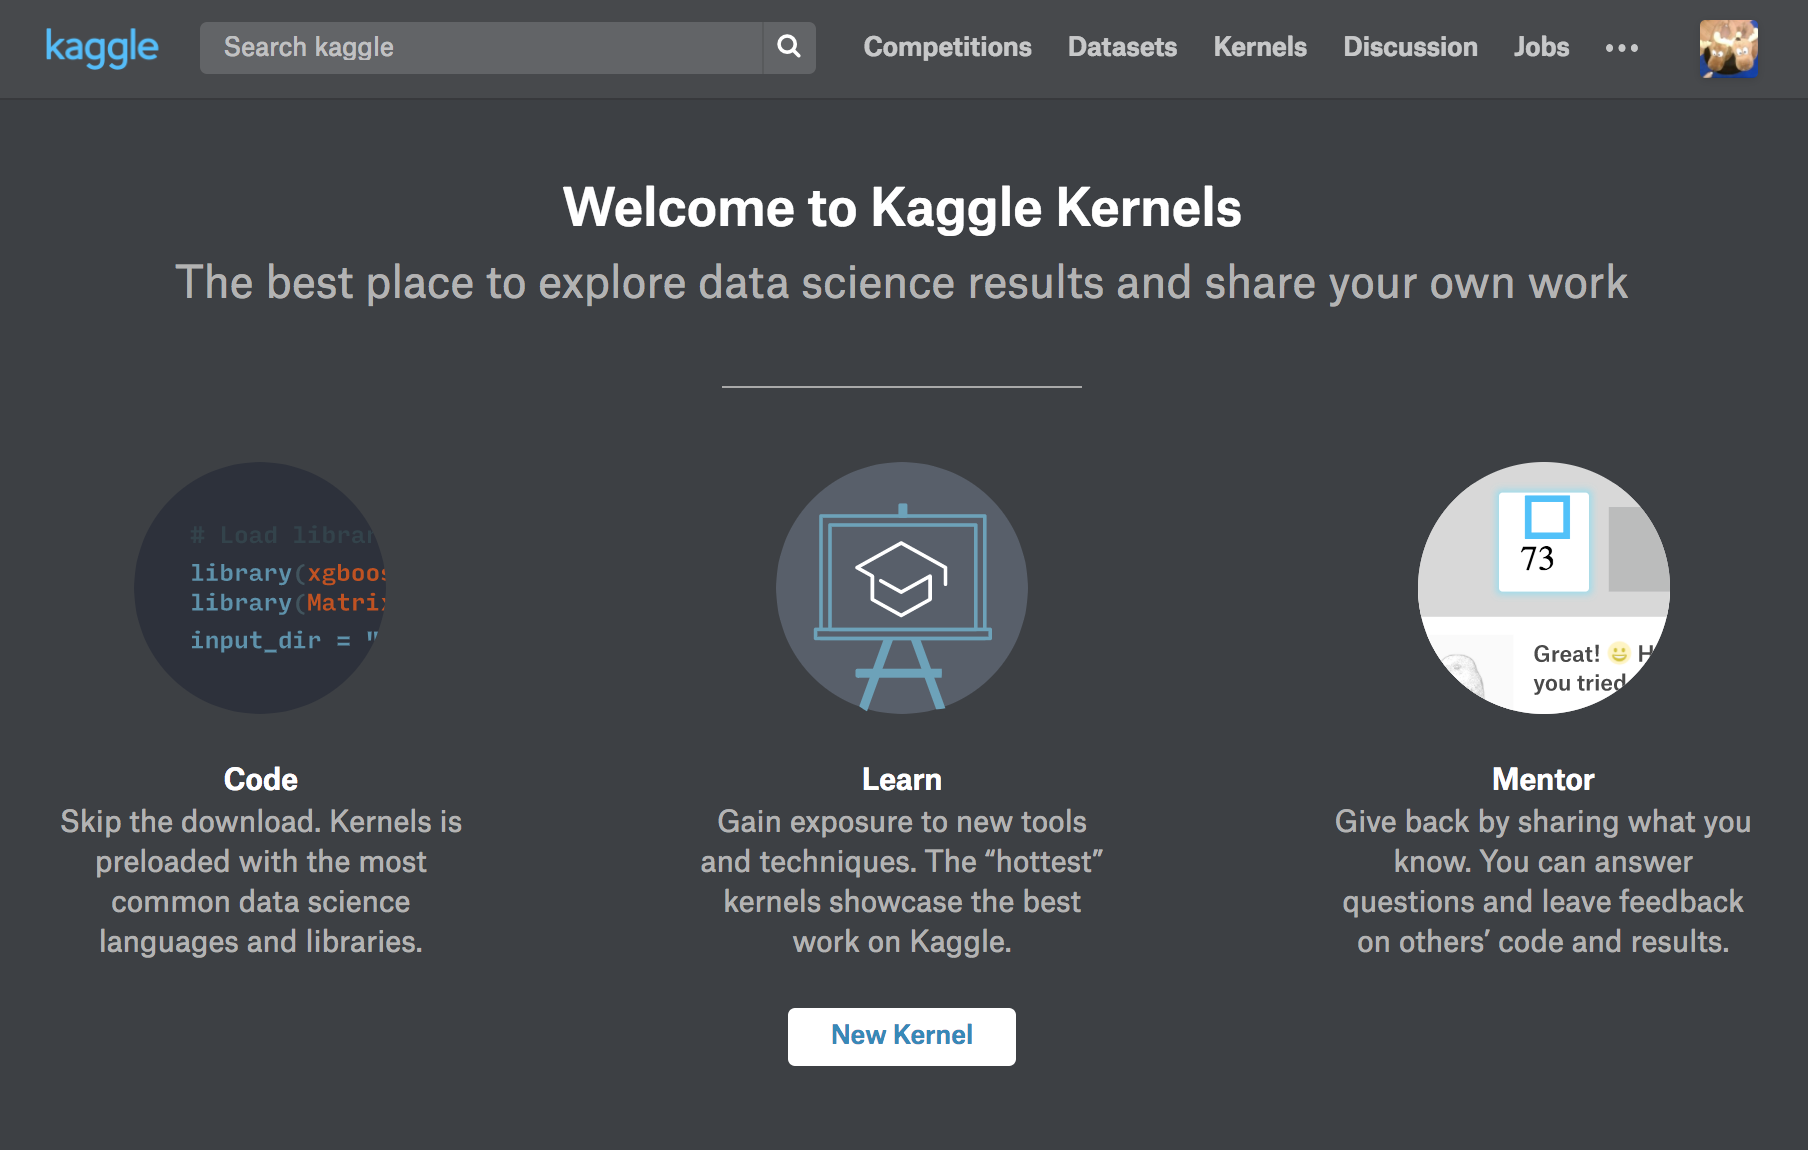 kaggle
Search kaggle
Competitions
Datasets
Kernels
Discussion
Jobs
Welcome to Kaggle Kernels
The best place to explore data science results and share your own work
# Load librar
library(xgboos
library(Matrix
input_dir = "
73
Great! 😀 H
you tried
Code
Skip the download. Kernels is
preloaded with the most
common data science
languages and libraries.
Learn
Gain exposure to new tools
and techniques. The “hottest”
kernels showcase the best
work on Kaggle.
Mentor
Give back by sharing what you
know. You can answer
questions and leave feedback
on others’ code and results.
New Kernel